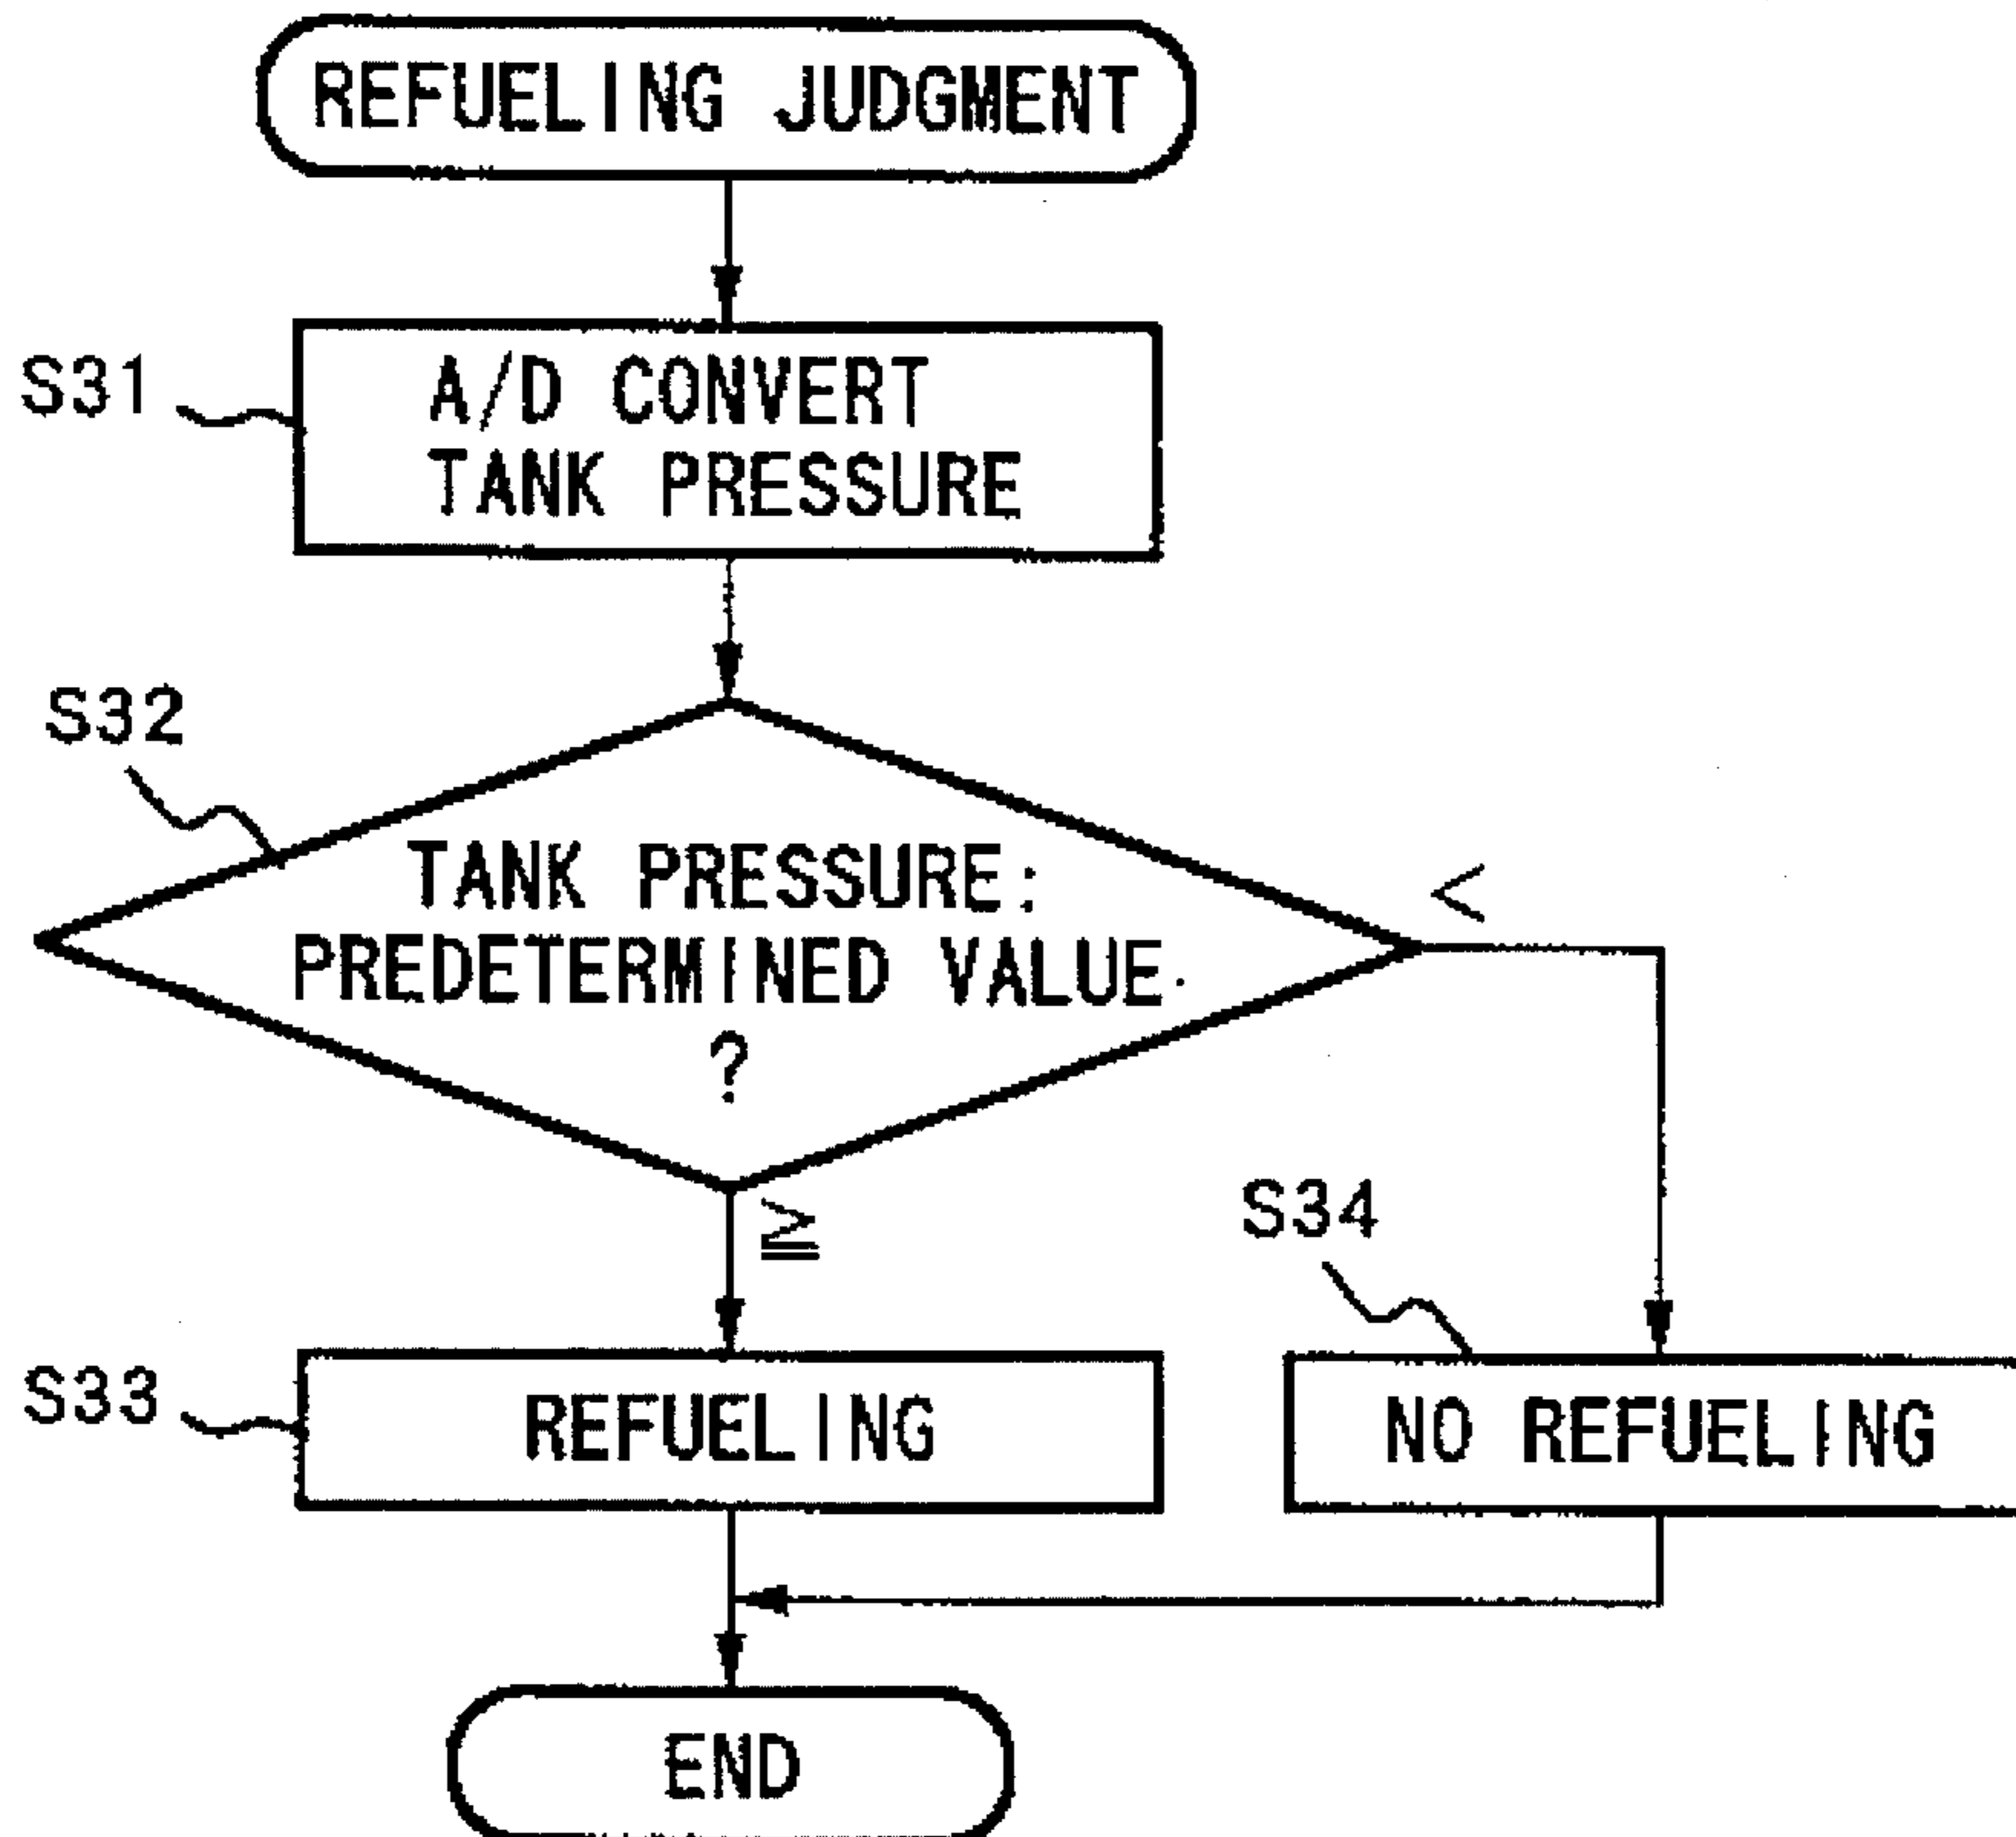 REFUELING JUDGMENT
S31
A/D CONVERT
TANK PRESSURE
S32
TANK PRESSURE:
PREDETERMINED VALUE
?
<
≧
S34
S33
REFUELING
NO REFUELING
END